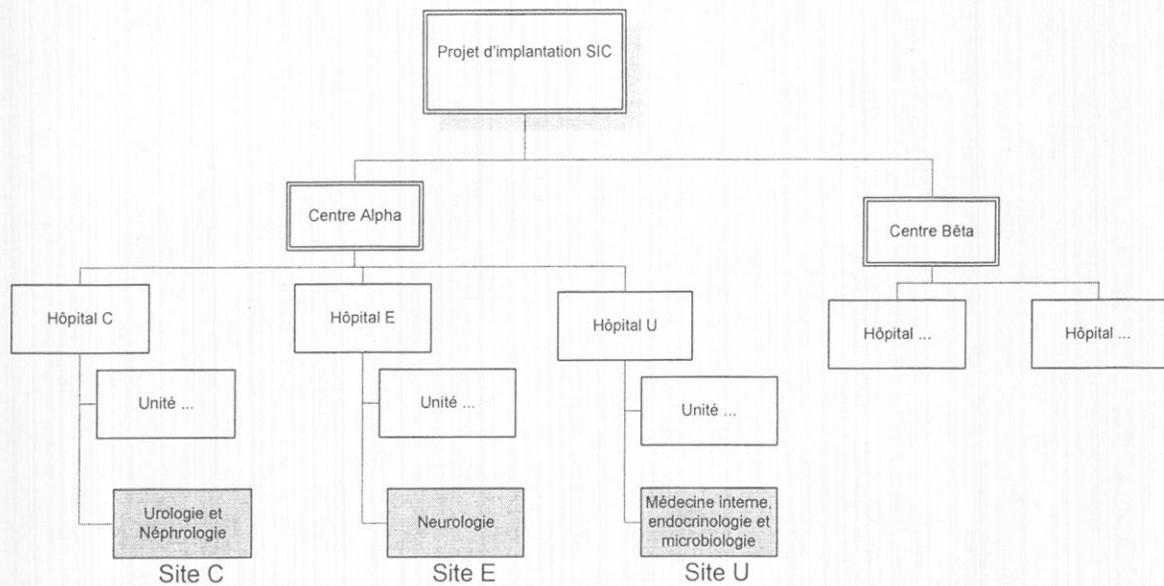 Projet d'implantation SIC
Centre Alpha
Centre Bêta
Hôpital C
Hôpital E
Hôpital U
Hôpital ...
Hôpital ...
Unité ...
Unité ...
Unité ...
Urologie et
Néphrologie
Neurologie
Médecine interne,
endocrinologie et
microbiologie
Site C
Site E
Site U